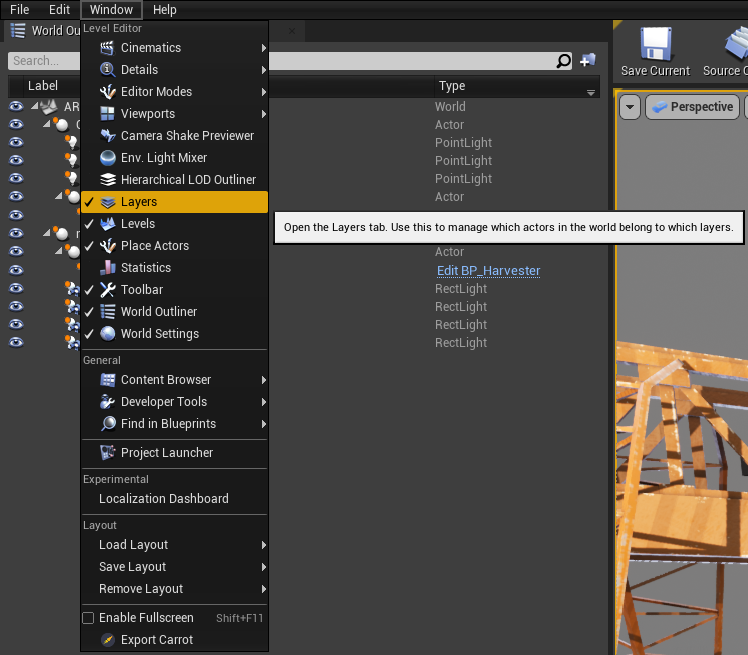 File Edit Window Help
World Ou
Level Editor
Search...
Cinematics
Details
Editor Modes
Viewports
Camera Shake Previewer
Env. Light Mixer
Hierarchical LOD Outliner
Layers
Levels
Place Actors
Statistics
Toolbar
World Outliner
World Settings
General
Content Browser
Developer Tools
Find in Blueprints
Project Launcher
Experimental
Localization Dashboard
Layout
Load Layout
Save Layout
Remove Layout
Enable Fullscreen Shift+F11
Export Carrot
Label Type
AR World
Actor
PointLight
PointLight
PointLight
Actor
Open the Layers tab. Use this to manage which actors in the world belong to which layers.
Actor
Edit BP_Harvester
RectLight
RectLight
RectLight
RectLight
Save Current Source C
Perspective